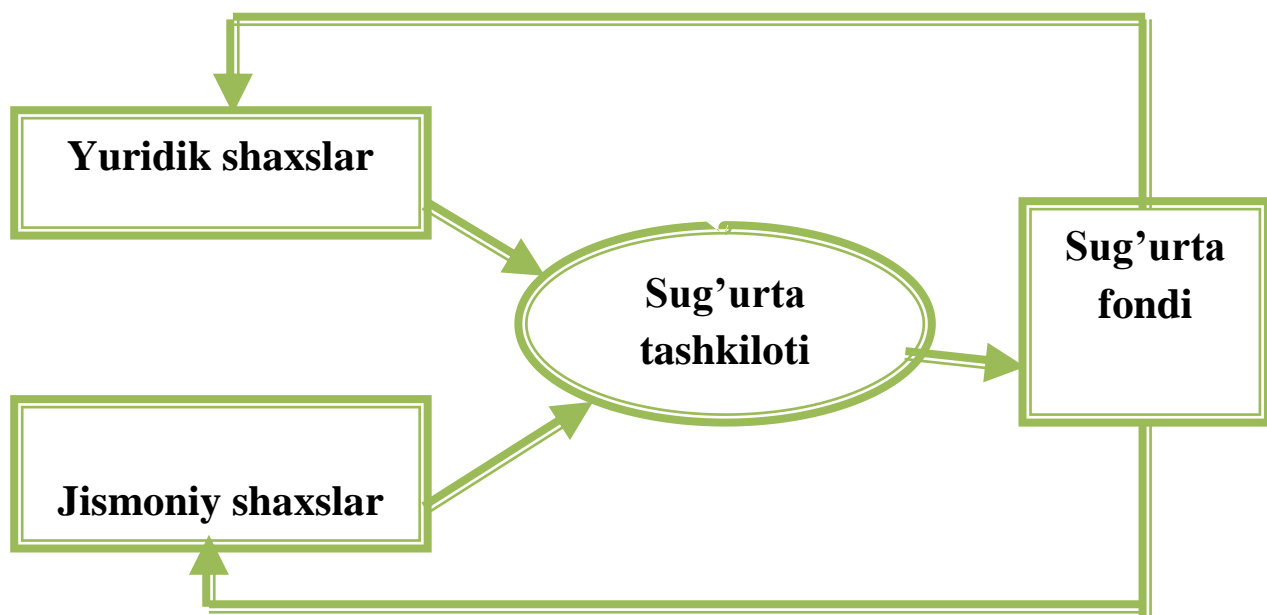 Yuridik shaxslar
Sug’urta
tashkiloti
Sug’urta
fondi
Jismoniy shaxslar